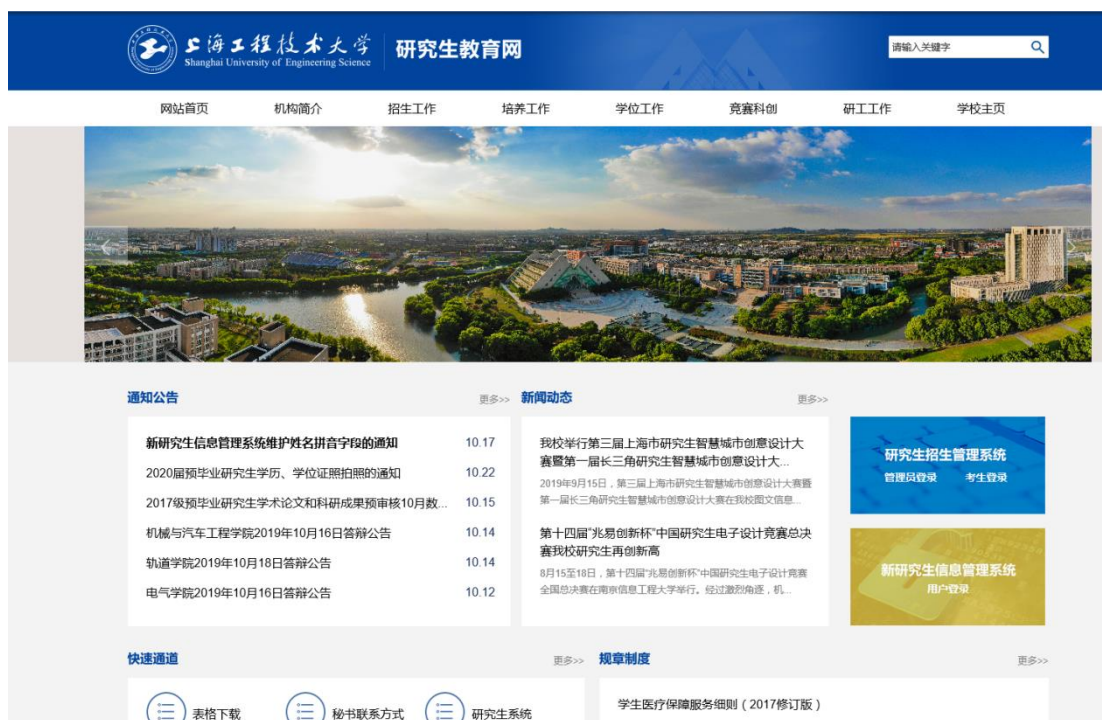 上海工程技术大学
Shanghai University of Engineering Science
研究生教育网
请输入关键字
网站首页 机构简介 招生工作 培养工作 学位工作 竞赛科创 研工工作 学校主页
通知公告 更多>>
新研究生信息管理系统维护姓名拼音字段的通知 10.17
2020届预毕业研究生学历、学位证照拍照的通知 10.22
2017级预毕业研究生学术论文和科研成果预审核10月数... 10.15
机械与汽车工程学院2019年10月16日答辩公告 10.14
轨道学院2019年10月18日答辩公告 10.14
电气学院2019年10月16日答辩公告 10.12
新闻动态 更多>>
我校举行第三届上海市研究生智慧城市创意设计大
赛暨第一届长三角研究生智慧城市创意设计大...
2019年9月15日，第三届上海市研究生智慧城市创意设计大赛暨
第一届长三角研究生智慧城市创意设计大赛在我校图文信息...
第十四届“兆易创新杯”中国研究生电子设计竞赛总决
赛我校研究生再创新高
8月15至18日，第十四届“兆易创新杯”中国研究生电子设计竞赛
全国总决赛在南京信息工程大学举行。经过激烈角逐，机...
研究生招生管理系统
管理员登录 考生登录
新研究生信息管理系统
用户登录
快速通道 更多>>
表格下载 秘书联系方式 研究生系统
规章制度 更多>>
学生医疗保障服务细则（2017修订版）